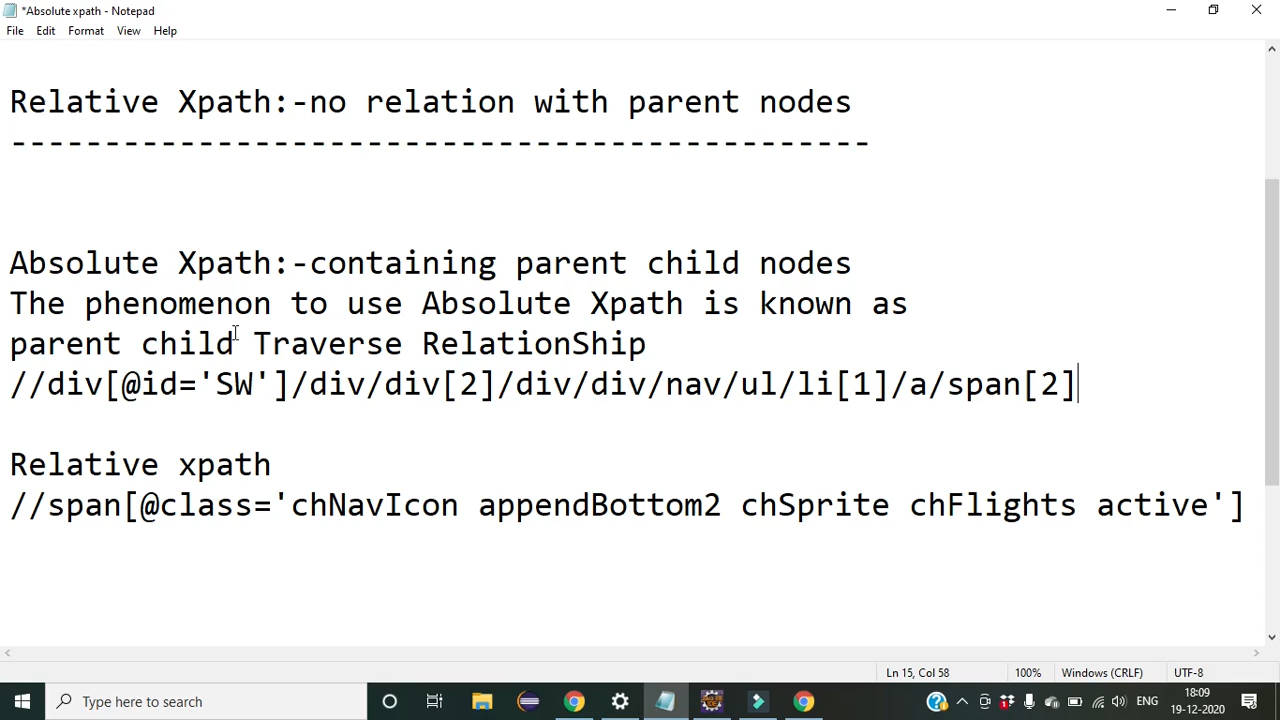 *Absolute xpath - Notepad
File Edit Format View Help
Relative Xpath:-no relation with parent nodes
----------------------------------------------
Absolute Xpath:-containing parent child nodes
The phenomenon to use Absolute Xpath is known as
parent child Traverse RelationShip
//div[@id='SW']/div/div[2]/div/div/nav/ul/li[1]/a/span[2]
Relative xpath
//span[@class='chNavIcon appendBottom2 chSprite chFlights active']
Ln 15, Col 58 100% Windows (CRLF) UTF-8
Type here to search
ENG
18:09
19-12-2020